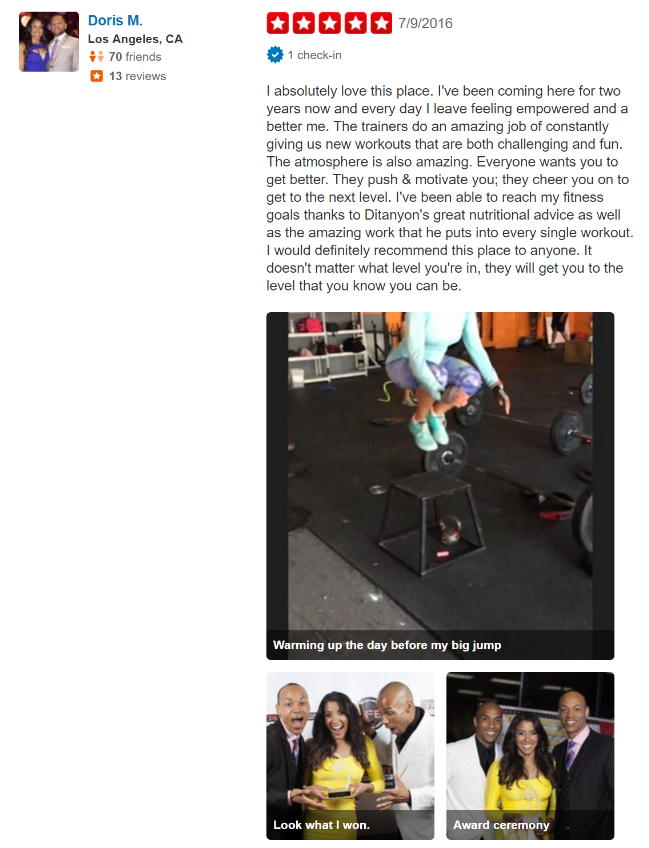 Doris M.
Los Angeles, CA
70 friends
13 reviews
7/9/2016
1 check-in
I absolutely love this place. I've been coming here for two
years now and every day I leave feeling empowered and a
better me. The trainers do an amazing job of constantly
giving us new workouts that are both challenging and fun.
The atmosphere is also amazing. Everyone wants you to
get better. They push & motivate you; they cheer you on to
get to the next level. I've been able to reach my fitness
goals thanks to Ditanyon's great nutritional advice as well
as the amazing work that he puts into every single workout.
I would definitely recommend this place to anyone. It
doesn't matter what level you're in, they will get you to the
level that you know you can be.
Warming up the day before my big jump
Look what I won.
Award ceremony